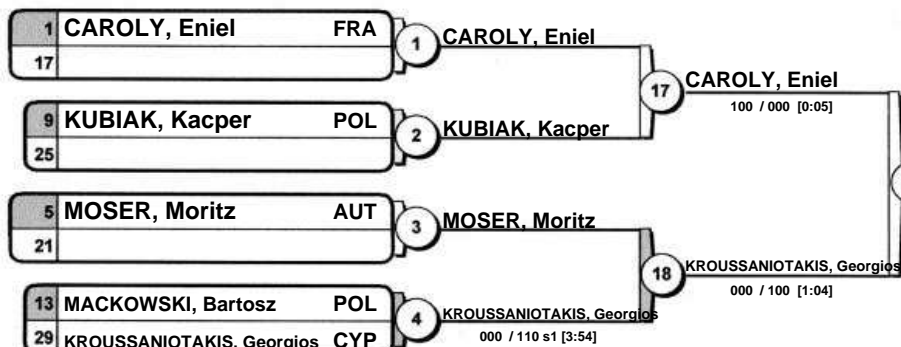 1 CAROLY, Eniel FRA
17
1
CAROLY, Eniel
9 KUBIAK, Kacper POL
25
2
KUBIAK, Kacper
17
CAROLY, Eniel
100 / 000 [0:05]
5 MOSER, Moritz AUT
21
3
MOSER, Moritz
13 MACKOWSKI, Bartosz POL
29 KROUSSANIOTAKIS, Georgios CYP
4
KROUSSANIOTAKIS, Georgios
000 / 110 s1 [3:54]
18
KROUSSANIOTAKIS, Georgios
000 / 100 [1:04]